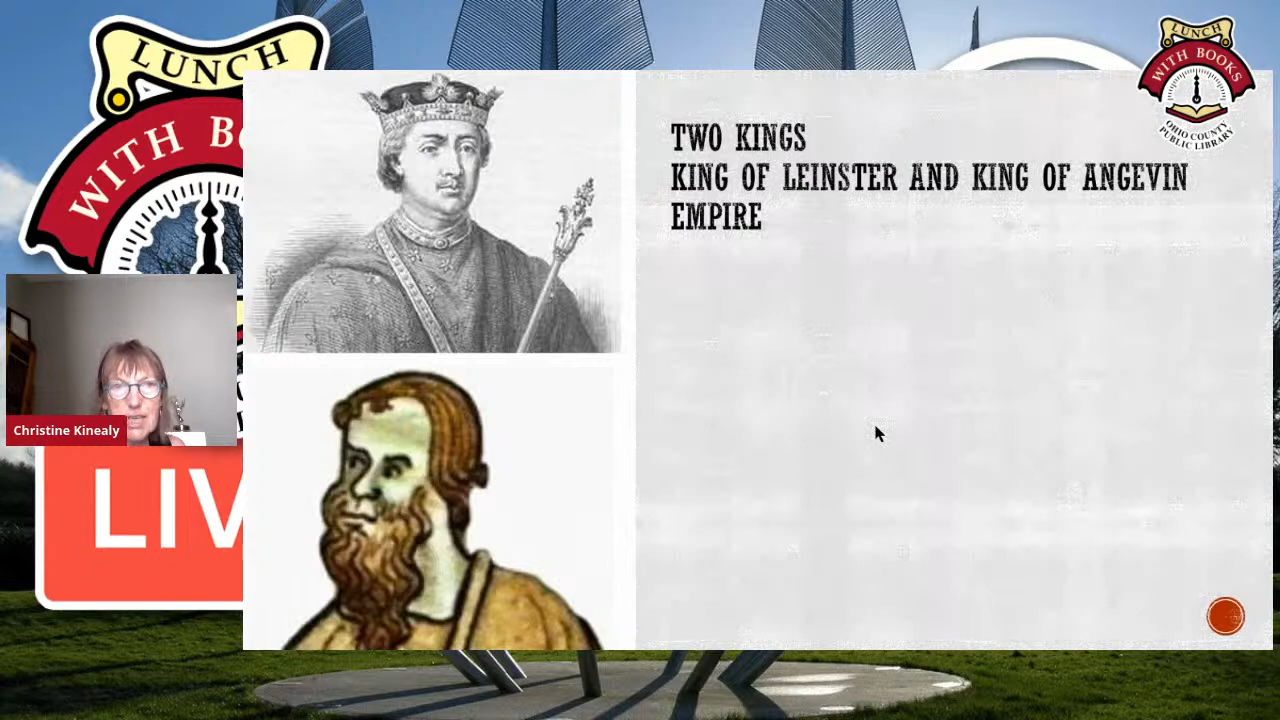 LUNCH
WITH B
LIV
Christine Kinealy
TWO KINGS
KING OF LEINSTER AND KING OF ANGEVIN
EMPIRE
LUNCH
WITH BOOKS
OHIO COUNTY
PUBLIC LIBRARY